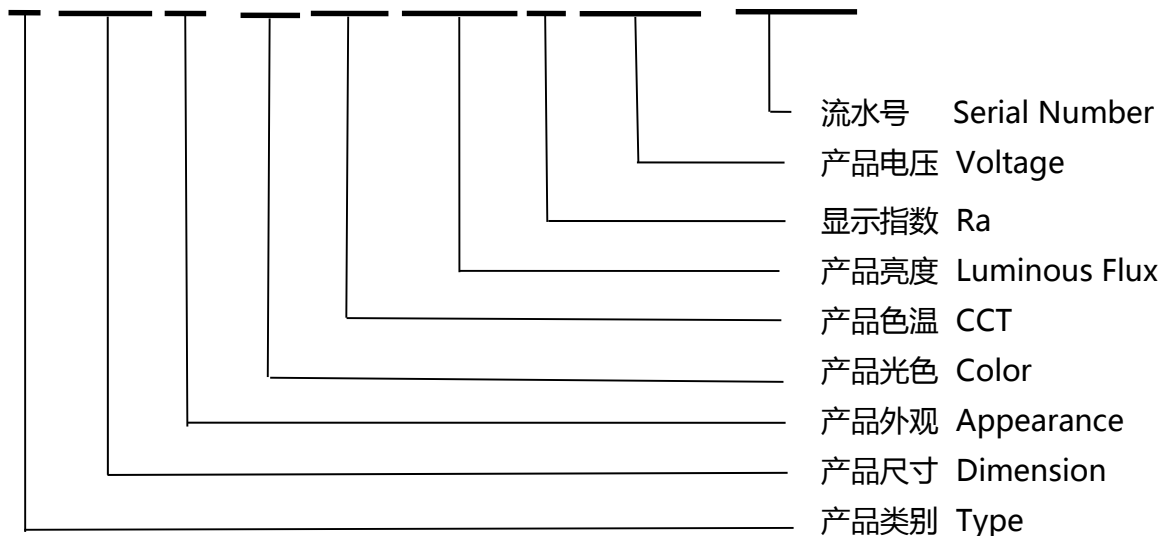 流水号 Serial Number
产品电压 Voltage
显示指数 Ra
产品亮度 Luminous Flux
产品色温 CCT
产品光色 Color
产品外观 Appearance
产品尺寸 Dimension
产品类别 Type